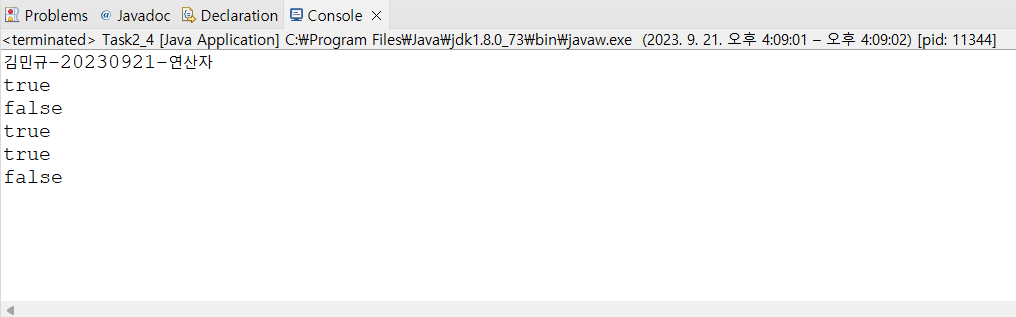 Problems @ Javadoc Declaration Console
<terminated> Task2_4 [Java Application] C:₩Program Files₩Java₩jdk1.8.0_73₩bin₩javaw.exe (2023. 9. 21. 오후 4:09:01 – 오후 4:09:02) [pid: 11344]
김민규-20230921-연산자
true
false
true
true
false